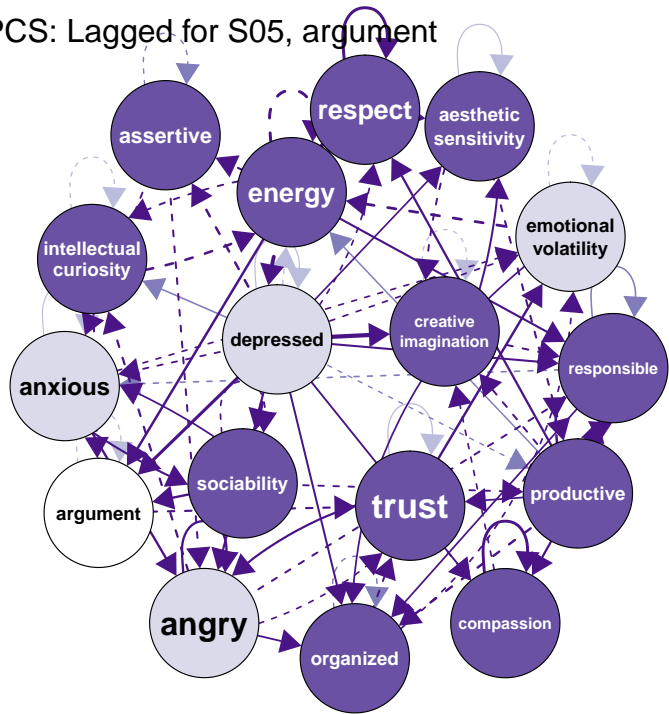 PCS: Lagged for S05, argument
respect
aesthetic
sensitivity
assertive
energy
emotional
volatility
intellectual
curiosity
depressed
creative
imagination
responsible
anxious
sociability
trust
productive
argument
angry
compassion
organized